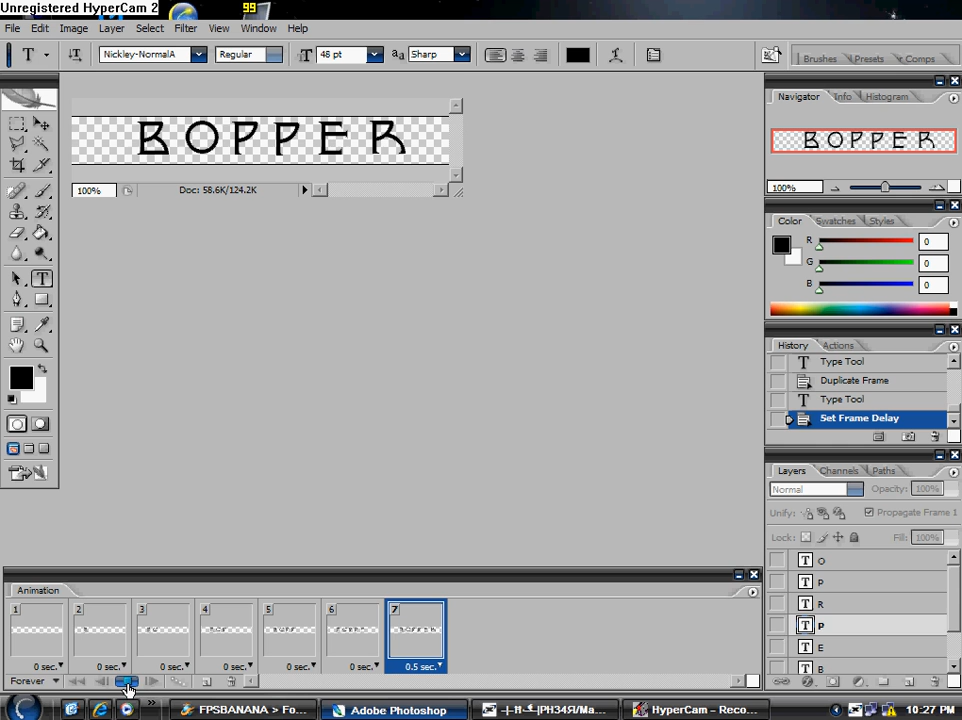 Unregistered HyperCam 2
99
File Edit Image Layer Select Filter View Window Help
T Nickley-NormalA Regular T 48 pt aa Sharp Brushes Presets r Comps
BOPPER
100% Doc: 58.6K/124.2K
Navigator Info Histogram
BOPPER
100%
Color Swatches Styles
R 0
G 0
B 0
History Actions
T Type Tool
Duplicate Frame
T Type Tool
Set Frame Delay
Layers Channels Paths
Normal Opacity: 100%
Unify: Propagate Frame 1
Lock: Fill: 100%
T O
T P
T R
T P
T E
T B
Animation
1 2 3 4 5 6 7
0 sec. 0 sec. 0 sec. 0 sec. 0 sec. 0 sec. 0.5 sec.
Forever
FPSBANANA > Fo... Adobe Photoshop HyperCam – Reco... 10:27 PM